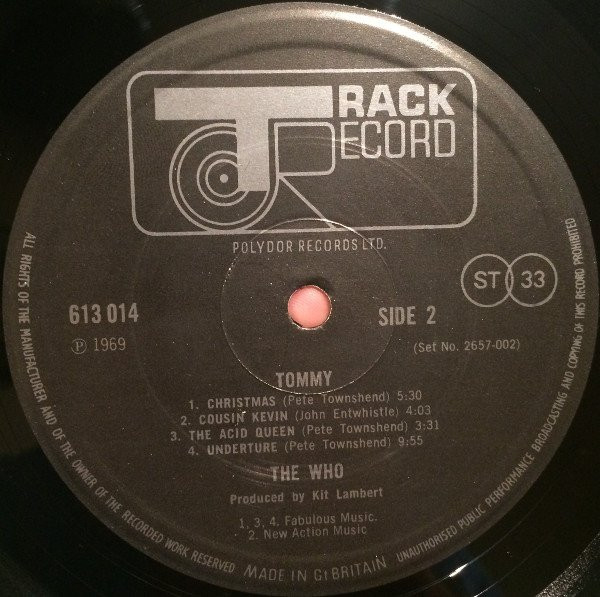 TRACK
RECORD
POLYDOR RECORDS LTD.
ST 33
613 014
SIDE 2
℗ 1969
(Set No. 2657-002)
TOMMY
1. CHRISTMAS (Pete Townshend) 5:30
2. COUSIN KEVIN (John Entwhistle) 4:03
3. THE ACID QUEEN (Pete Townshend) 3:31
4. UNDERTURE (Pete Townshend) 9:55
THE WHO
Produced by Kit Lambert
1, 3, 4. Fabulous Music.
2. New Action Music
ALL RIGHTS OF THE MANUFACTURER AND OF THE OWNER OF THE RECORDED WORK RESERVED
UNAUTHORISED PUBLIC PERFORMANCE BROADCASTING AND COPYING OF THIS RECORD PROHIBITED
MADE IN Gt BRITAIN